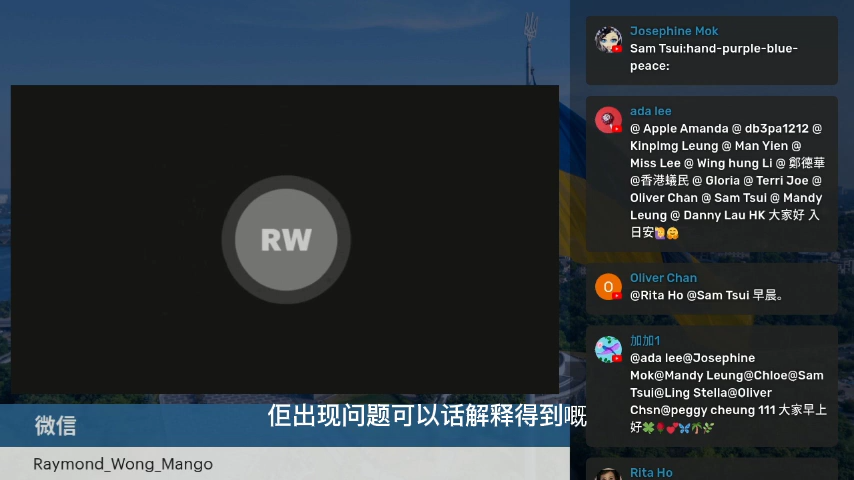 RW
佢出现问题可以话解释得到嘅
微信
Raymond_Wong_Mango
Josephine Mok
Sam Tsui:hand-purple-blue-
peace:
ada lee
@ Apple Amanda @ db3pa1212 @
KinpImg Leung @ Man Yien @
Miss Lee @ Wing hung Li @ 鄭德華
@香港蟻民 @ Gloria @ Terri Joe @
Oliver Chan @ Sam Tsui @ Mandy
Leung @ Danny Lau HK 大家好 入
日安🙋🤗
O
Oliver Chan
@Rita Ho @Sam Tsui 早晨。
加加1
@ada lee@Josephine
Mok@Mandy Leung@Chloe@Sam
Tsui@Ling Stella@Oliver
Chsn@peggy cheung 111 大家早上
好🍀🌹💕🦋🌴🌿
Rita Ho